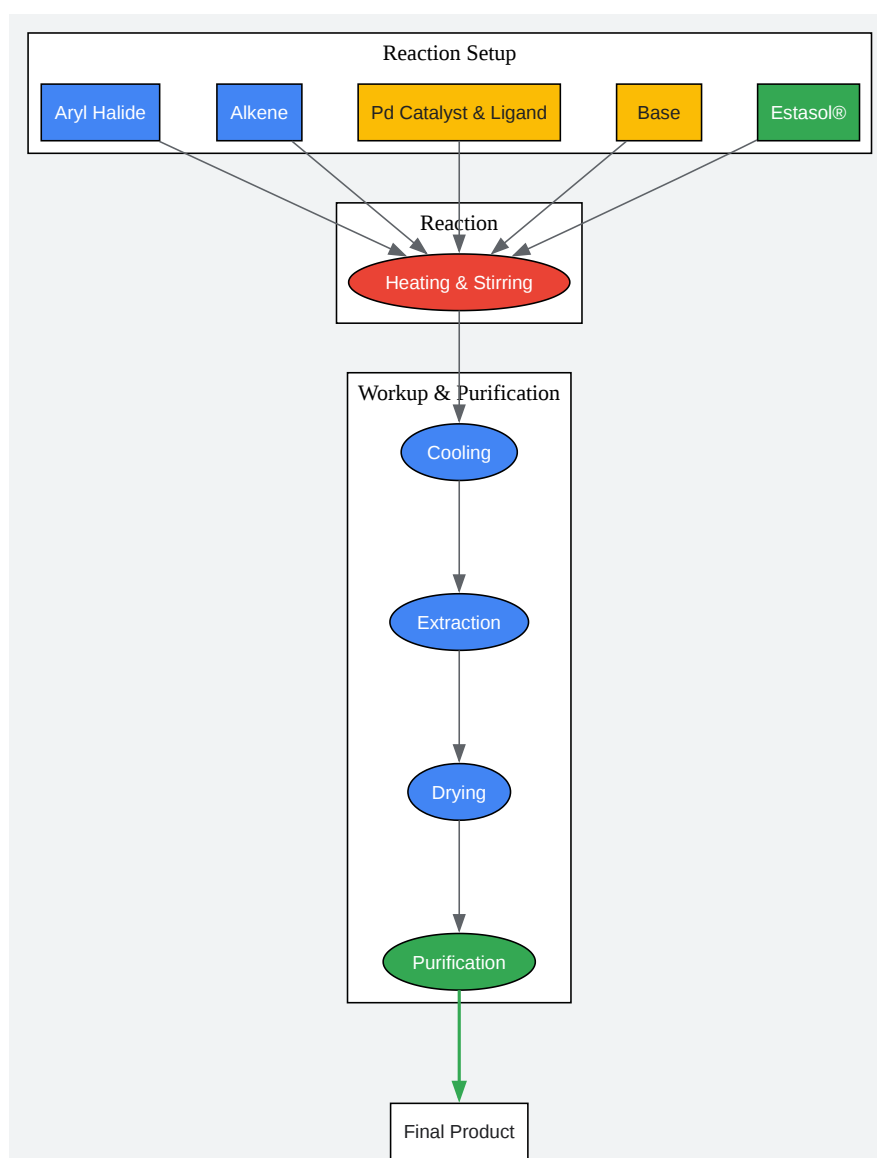 Reaction Setup
Aryl Halide
Alkene
Pd Catalyst & Ligand
Base
Estasol®
Reaction
Heating & Stirring
Workup & Purification
Cooling
Extraction
Drying
Purification
Final Product